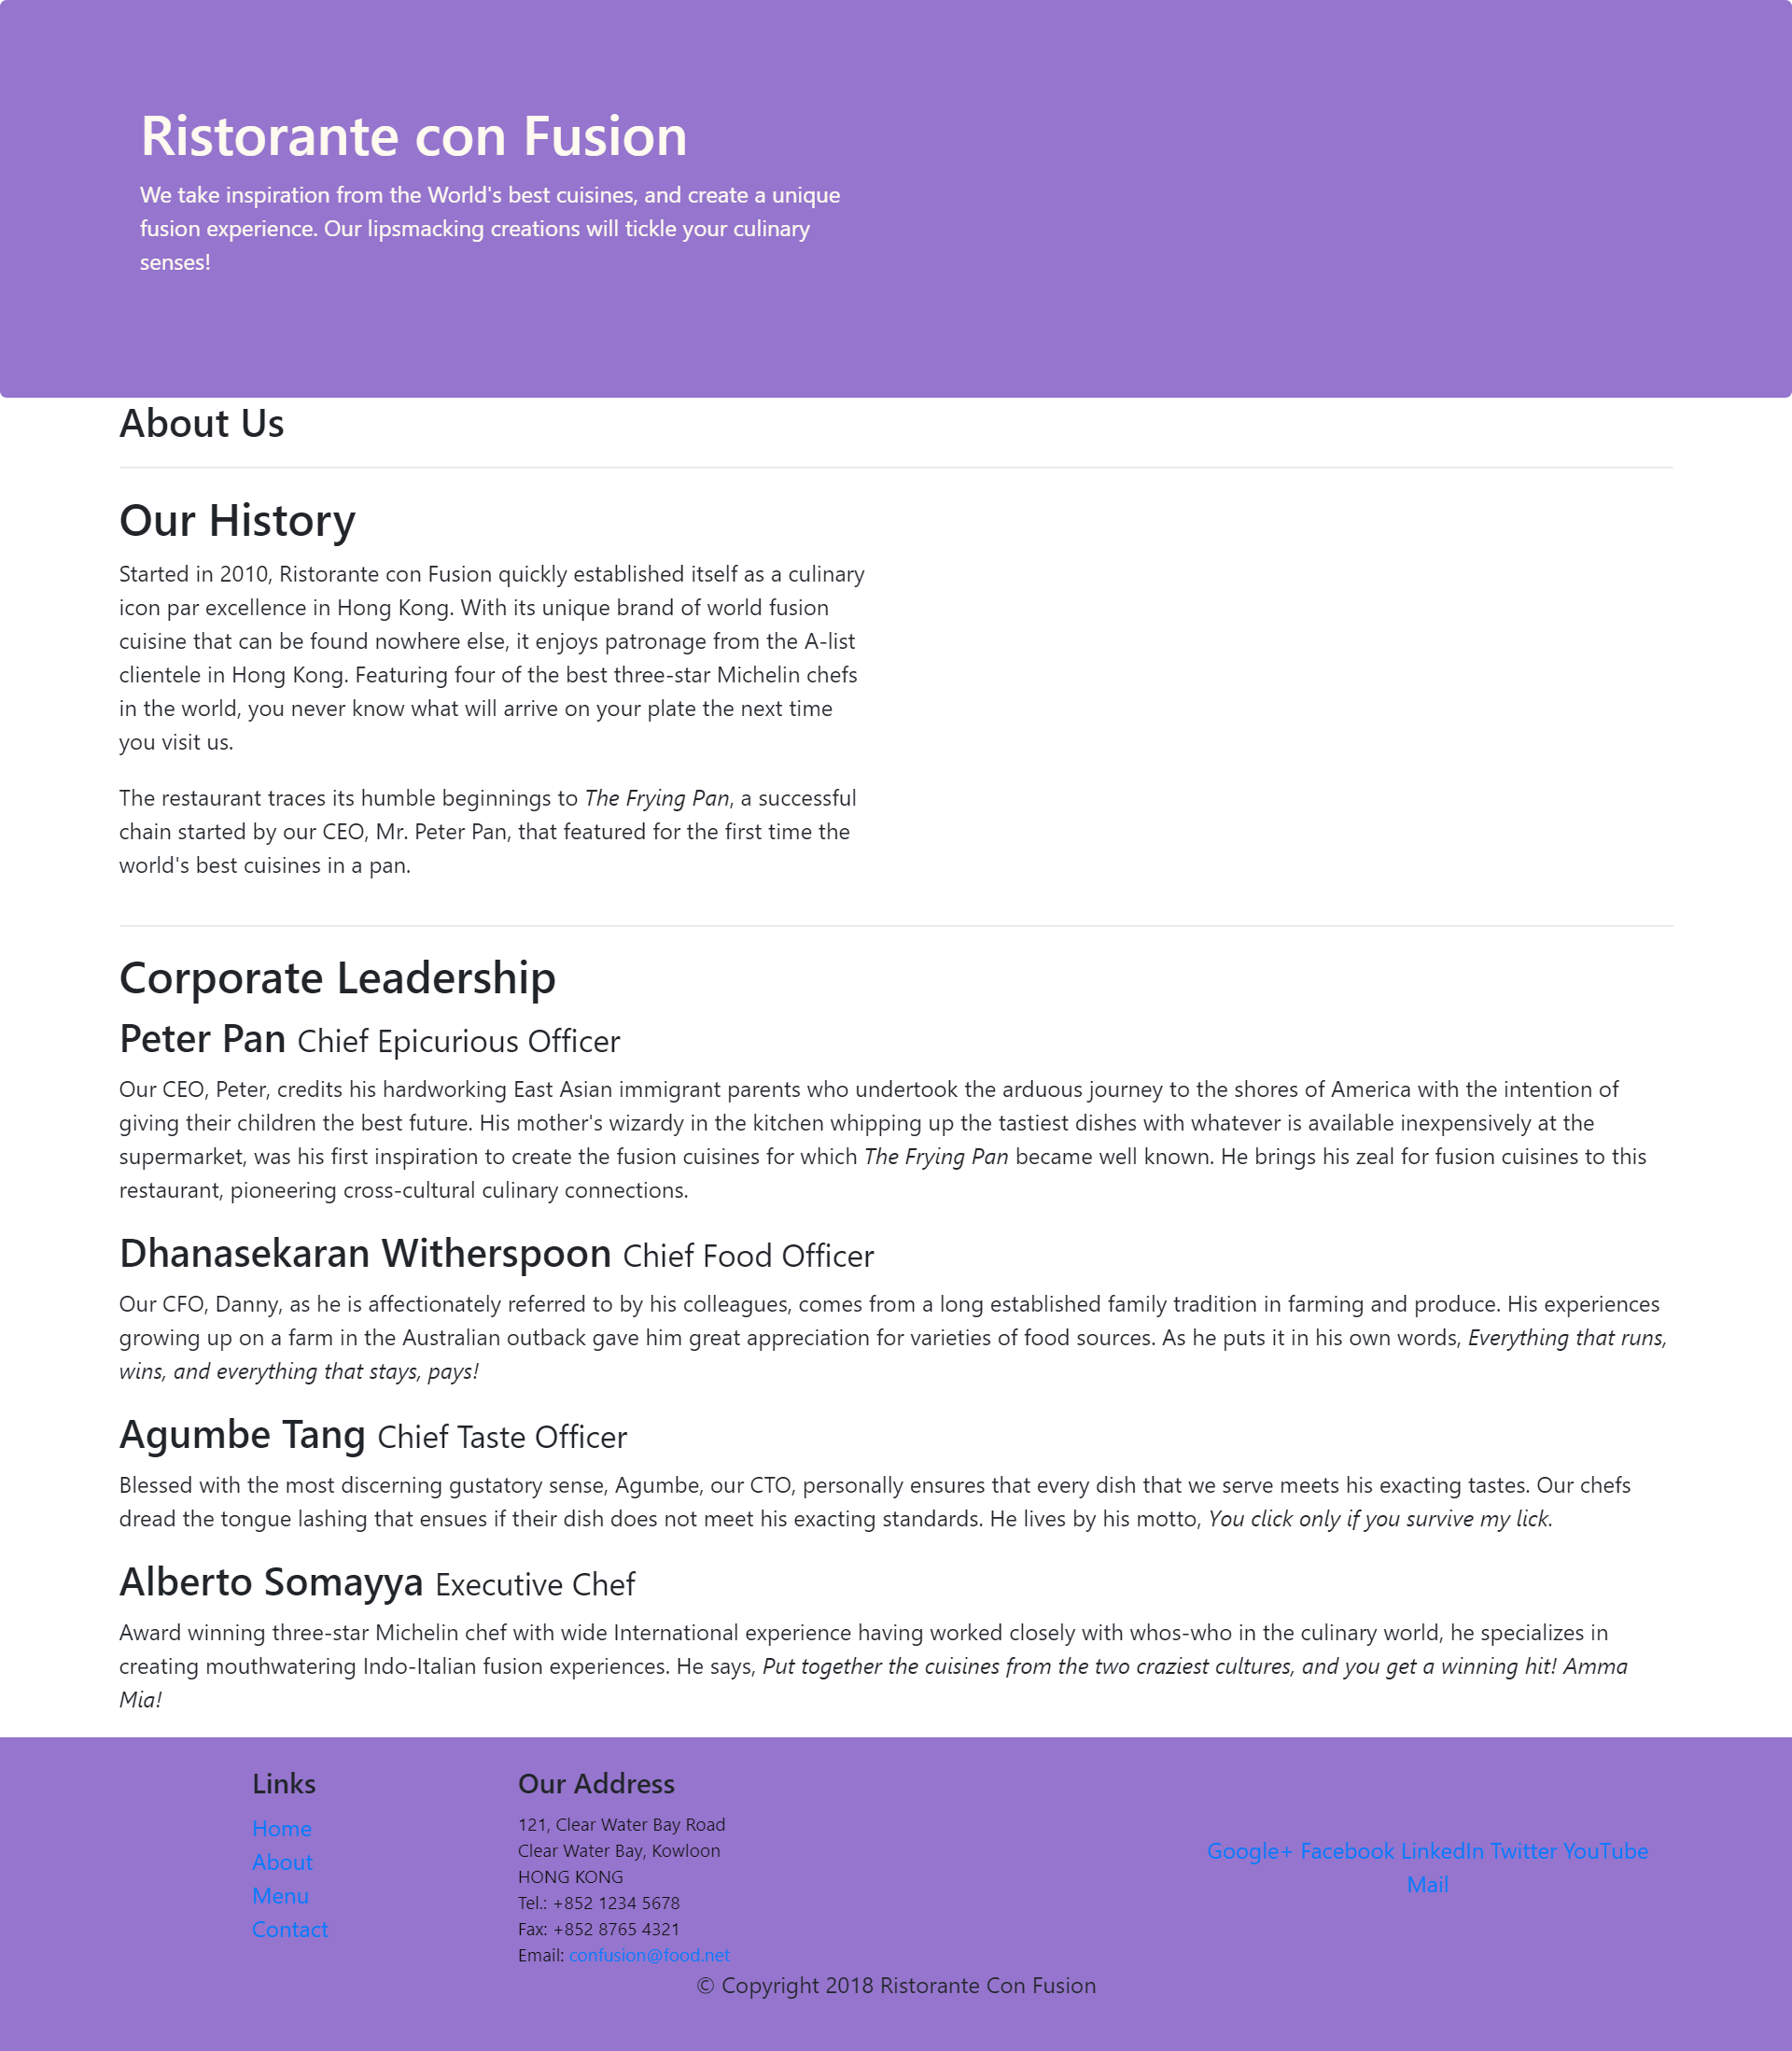 Ristorante con Fusion
We take inspiration from the World's best cuisines, and create a unique
fusion experience. Our lipsmacking creations will tickle your culinary
senses!
About Us
Our History
Started in 2010, Ristorante con Fusion quickly established itself as a culinary
icon par excellence in Hong Kong. With its unique brand of world fusion
cuisine that can be found nowhere else, it enjoys patronage from the A-list
clientele in Hong Kong. Featuring four of the best three-star Michelin chefs
in the world, you never know what will arrive on your plate the next time
you visit us.
The restaurant traces its humble beginnings to The Frying Pan, a successful
chain started by our CEO, Mr. Peter Pan, that featured for the first time the
world's best cuisines in a pan.
Corporate Leadership
Peter Pan Chief Epicurious Officer
Our CEO, Peter, credits his hardworking East Asian immigrant parents who undertook the arduous journey to the shores of America with the intention of
giving their children the best future. His mother's wizardy in the kitchen whipping up the tastiest dishes with whatever is available inexpensively at the
supermarket, was his first inspiration to create the fusion cuisines for which The Frying Pan became well known. He brings his zeal for fusion cuisines to this
restaurant, pioneering cross-cultural culinary connections.
Dhanasekaran Witherspoon Chief Food Officer
Our CFO, Danny, as he is affectionately referred to by his colleagues, comes from a long established family tradition in farming and produce. His experiences
growing up on a farm in the Australian outback gave him great appreciation for varieties of food sources. As he puts it in his own words, Everything that runs,
wins, and everything that stays, pays!
Agumbe Tang Chief Taste Officer
Blessed with the most discerning gustatory sense, Agumbe, our CTO, personally ensures that every dish that we serve meets his exacting tastes. Our chefs
dread the tongue lashing that ensues if their dish does not meet his exacting standards. He lives by his motto, You click only if you survive my lick.
Alberto Somayya Executive Chef
Award winning three-star Michelin chef with wide International experience having worked closely with whos-who in the culinary world, he specializes in
creating mouthwatering Indo-Italian fusion experiences. He says, Put together the cuisines from the two craziest cultures, and you get a winning hit! Amma
Mia!
Links
Home
About
Menu
Contact
Our Address
121, Clear Water Bay Road
Clear Water Bay, Kowloon
HONG KONG
Tel.: +852 1234 5678
Fax: +852 8765 4321
Email: confusion@food.net
Google+ Facebook LinkedIn Twitter YouTube
Mail
© Copyright 2018 Ristorante Con Fusion